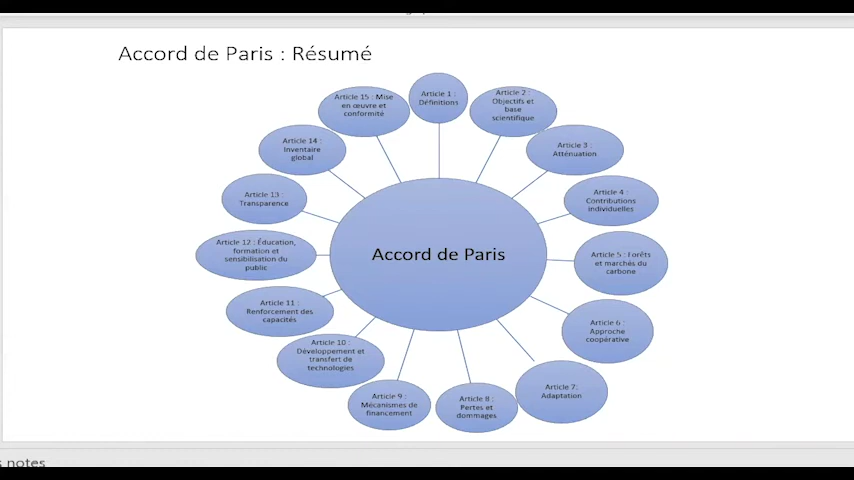 Accord de Paris : Résumé
Article 1 :
Définitions
Article 2 :
Objectifs et
base
scientifique
Article 3 :
Atténuation
Article 4 :
Contributions
individuelles
Article 5 : Forêts
et marchés du
carbone
Article 6 :
Approche
coopérative
Article 7:
Adaptation
Article 8 :
Pertes et
dommages
Article 9 :
Mécanismes de
financement
Article 10 :
Développement et
transfert de
technologies
Article 11 :
Renforcement des
capacités
Article 12 : Éducation,
formation et
sensibilisation du
public
Article 13 :
Transparence
Article 14 :
Inventaire
global
Article 15 : Mise
en œuvre et
conformité
Accord de Paris
notes